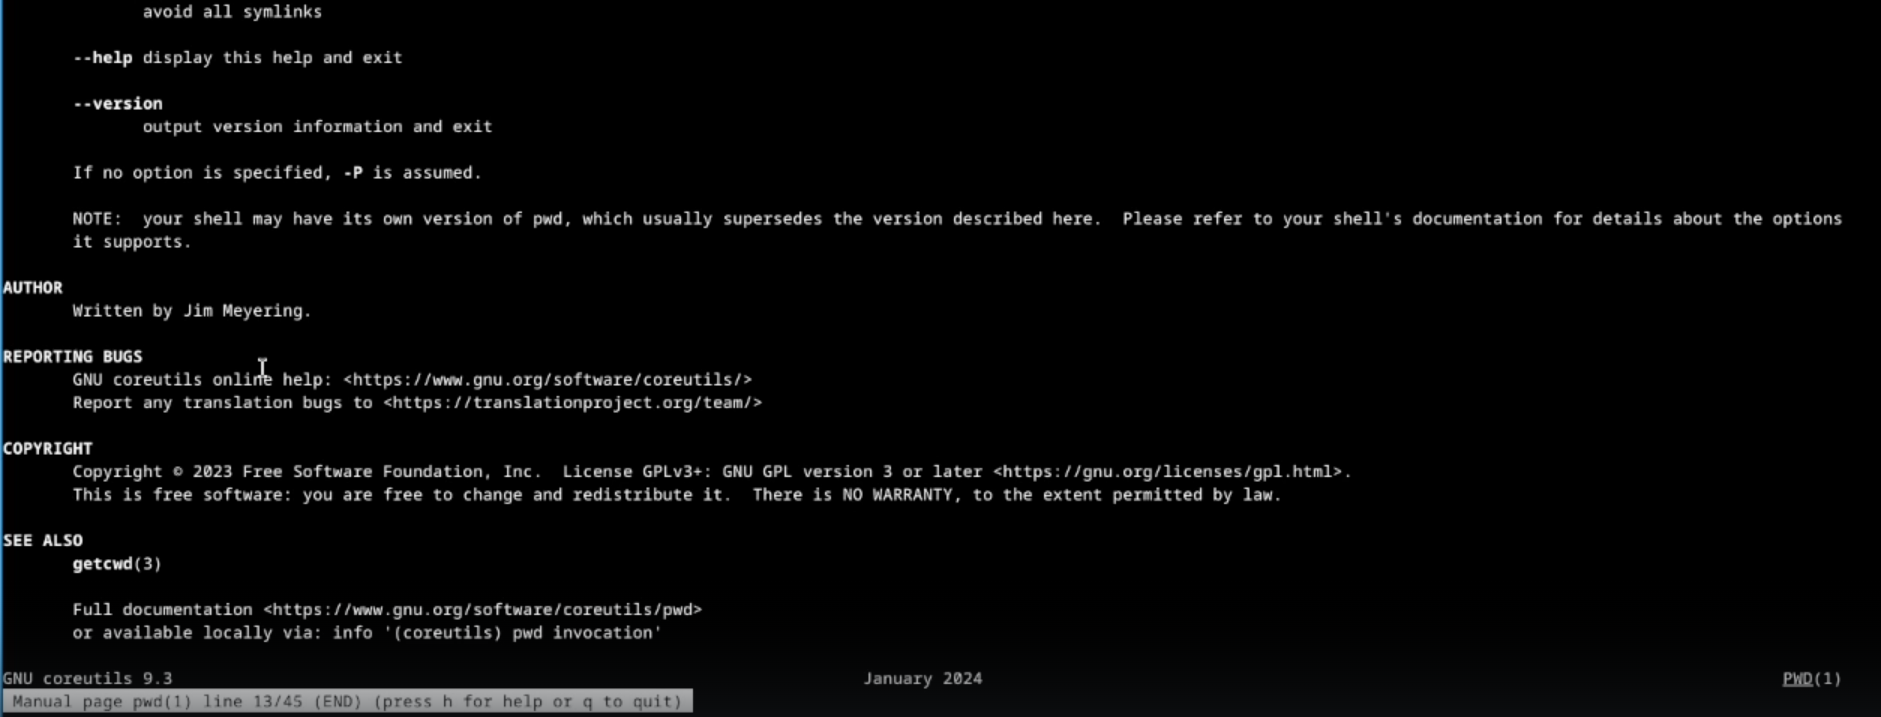 avoid all symlinks
--help display this help and exit
--version
output version information and exit
If no option is specified, -P is assumed.
NOTE:  your shell may have its own version of pwd, which usually supersedes the version described here.  Please refer to your shell's documentation for details about the options
it supports.
AUTHOR
Written by Jim Meyering.
REPORTING BUGS
GNU coreutils online help: <https://www.gnu.org/software/coreutils/>
Report any translation bugs to <https://translationproject.org/team/>
COPYRIGHT
Copyright © 2023 Free Software Foundation, Inc.  License GPLv3+: GNU GPL version 3 or later <https://gnu.org/licenses/gpl.html>.
This is free software: you are free to change and redistribute it.  There is NO WARRANTY, to the extent permitted by law.
SEE ALSO
getcwd(3)
Full documentation <https://www.gnu.org/software/coreutils/pwd>
or available locally via: info '(coreutils) pwd invocation'
GNU coreutils 9.3 January 2024 PWD(1)
Manual page pwd(1) line 13/45 (END) (press h for help or q to quit)